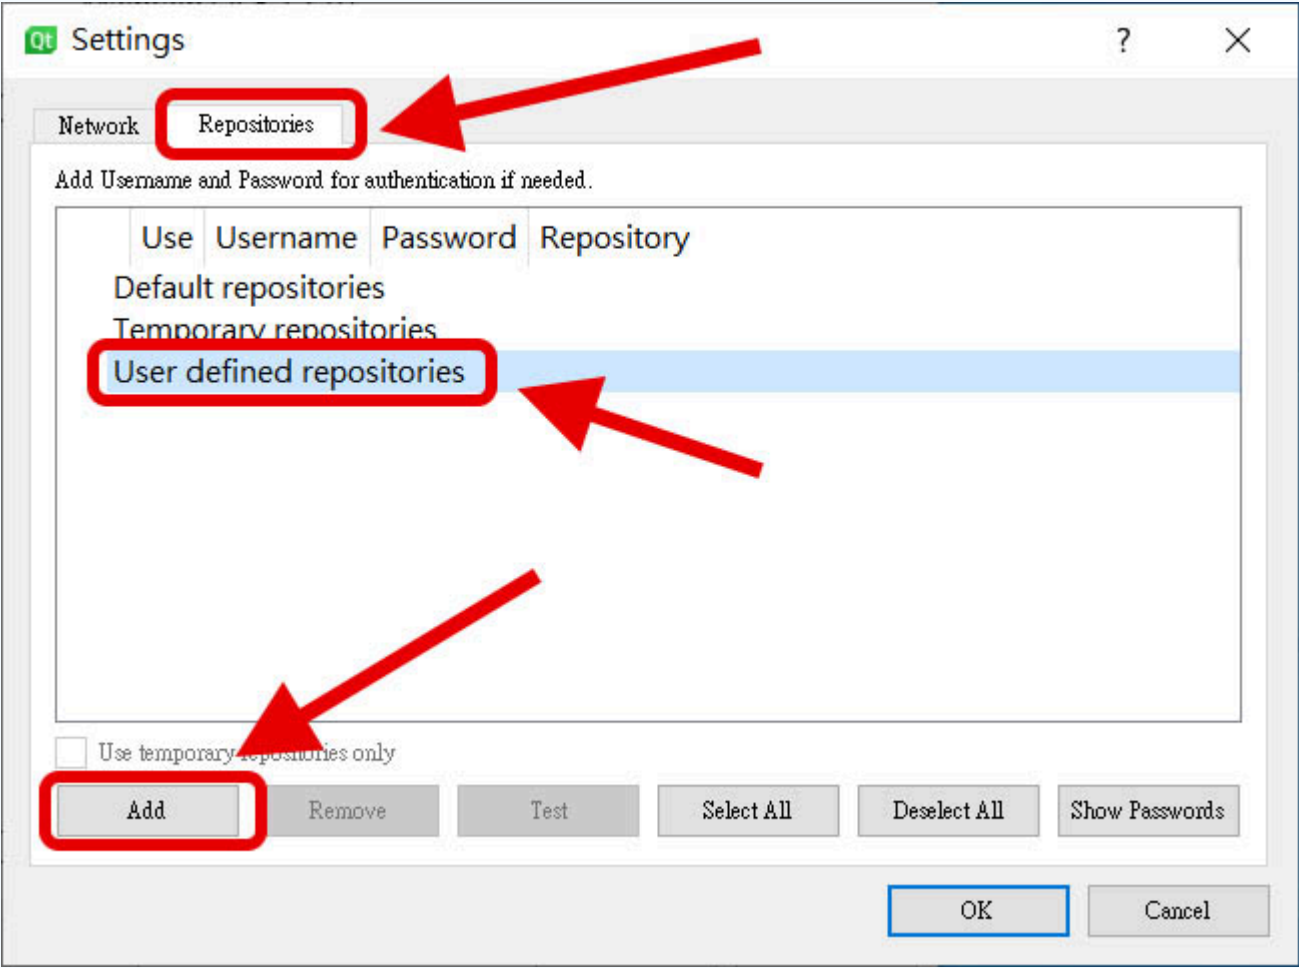 Qt Settings ?
Network Repositories
Add Username and Password for authentication if needed.
Use Username Password Repository
Default repositories
Temporary repositories
User defined repositories
Use temporary repositories only
Add Remove Test Select All Deselect All Show Passwords
OK Cancel